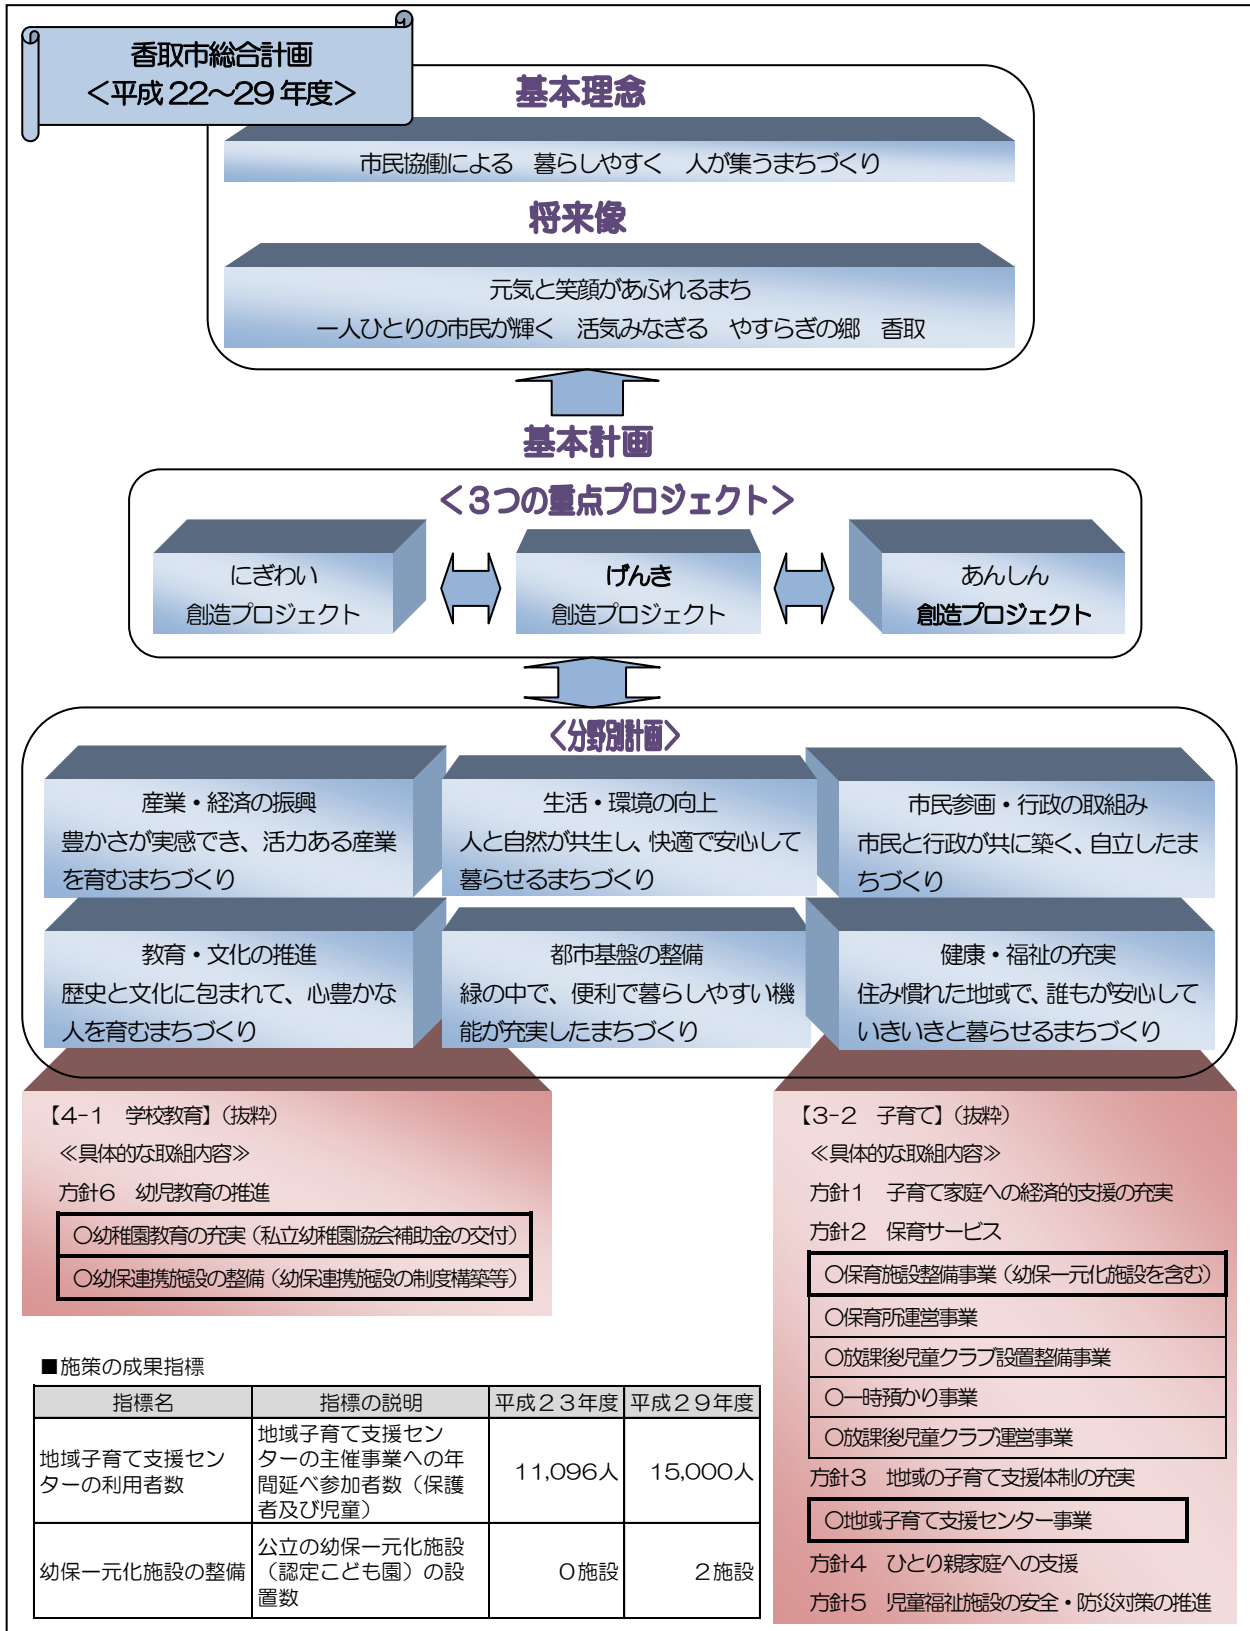 香取市総合計画
＜平成22～29年度＞
基本理念
市民協働による　暮らしやすく　人が集うまちづくり
将来像
元気と笑顔があふれるまち
一人ひとりの市民が輝く　活気みなぎる　やすらぎの郷　香取
基本計画
＜３つの重点プロジェクト＞
にぎわい
創造プロジェクト
げんき
創造プロジェクト
あんしん
創造プロジェクト
＜分野別計画＞
産業・経済の振興
豊かさが実感でき、活力ある産業
を育むまちづくり
生活・環境の向上
人と自然が共生し、快適で安心して
暮らせるまちづくり
市民参画・行政の取組み
市民と行政が共に築く、自立したま
ちづくり
教育・文化の推進
歴史と文化に包まれて、心豊かな
人を育むまちづくり
都市基盤の整備
緑の中で、便利で暮らしやすい機
能が充実したまちづくり
健康・福祉の充実
住み慣れた地域で、誰もが安心して
いきいきと暮らせるまちづくり
【4-1　学校教育】（抜粋）
≪具体的な取組内容≫
方針６　幼児教育の推進
○幼稚園教育の充実（私立幼稚園協会補助金の交付）
○幼保連携施設の整備（幼保連携施設の制度構築等）
【3-2　子育て】（抜粋）
≪具体的な取組内容≫
方針１　子育て家庭への経済的支援の充実
方針２　保育サービス
○保育施設整備事業（幼保一元化施設を含む）
○保育所運営事業
○放課後児童クラブ設置整備事業
○一時預かり事業
○放課後児童クラブ運営事業
方針３　地域の子育て支援体制の充実
○地域子育て支援センター事業
方針４　ひとり親家庭への支援
方針５　児童福祉施設の安全・防災対策の推進
■施策の成果指標
指標名　指標の説明　平成２３年度　平成２９年度
地域子育て支援セン
ターの利用者数
地域子育て支援セン
ターの主催事業への年
間延べ参加者数（保護
者及び児童）
11,096人　15,000人
幼保一元化施設の整備
公立の幼保一元化施設
（認定こども園）の設
置数
０施設　２施設